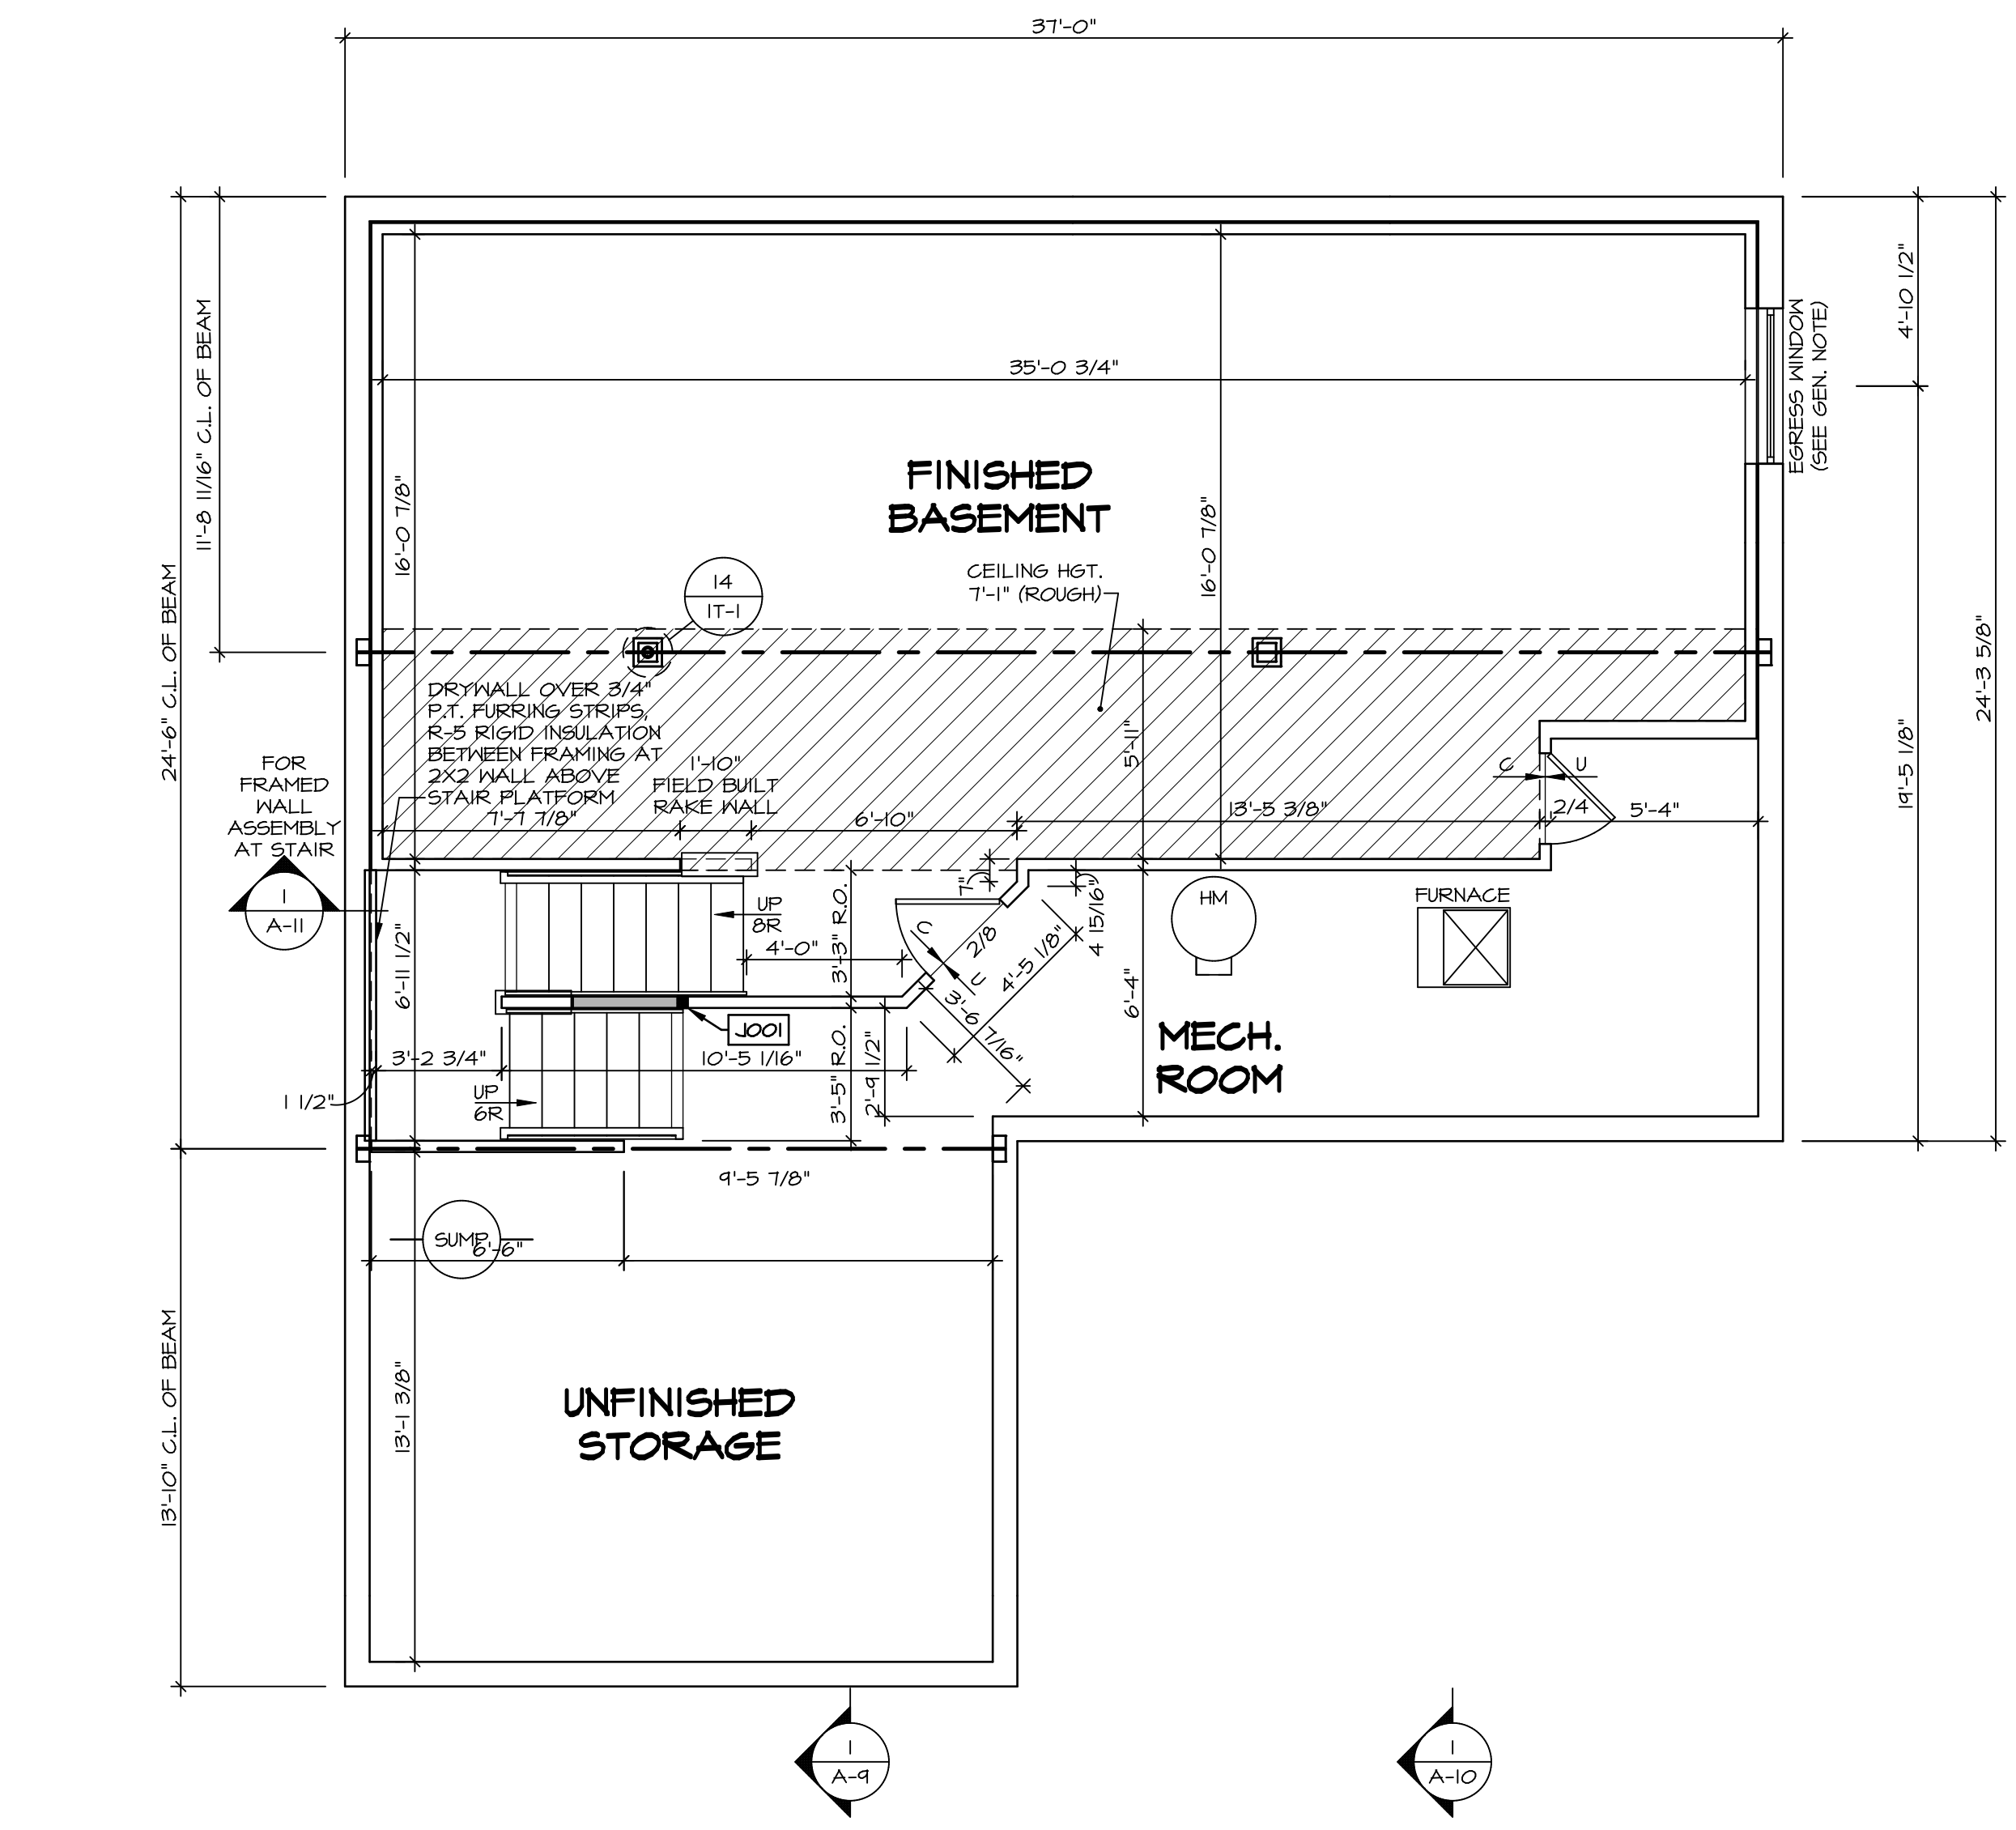 37'-0"
4'-10 1/2"
EGRESS WINDOW
(SEE GEN. NOTE)
11'-8 11/16" C.L. OF BEAM
35'-0 3/4"
FINISHED
BASEMENT
16'-0 7/8"
16'-0 7/8"
CEILING HGT.
7'-1" (ROUGH)
14
1T-1
24'-6" C.L. OF BEAM
24'-3 5/8"
19'-5 1/8"
DRYWALL OVER 3/4"
P.T. FURRING STRIPS,
R-5 RIGID INSULATION
BETWEEN FRAMING AT
2X2 WALL ABOVE
STAIR PLATFORM
1'-10"
FIELD BUILT
RAKE WALL
5'-11"
FOR
FRAMED
WALL
ASSEMBLY
AT STAIR
1
A-11
7'-7 7/8"
6'-10"
13'-5 3/8"
C
U
2/4
5'-4"
7"
4 15/16"
HM
FURNACE
UP
8R
4'-0"
3'-3" R.O.
C
U
2/8
4'-5 1/8"
3'-6 7/16"
6'-11 1/2"
6'-4"
J001
MECH.
ROOM
3'-2 3/4"
10'-5 1/16"
3'-5" R.O.
2'-9 1/2"
1 1/2"
UP
6R
9'-5 7/8"
SUMP
6'-6"
13'-10" C.L. OF BEAM
13'-1 3/8"
UNFINISHED
STORAGE
1
A-9
1
A-10